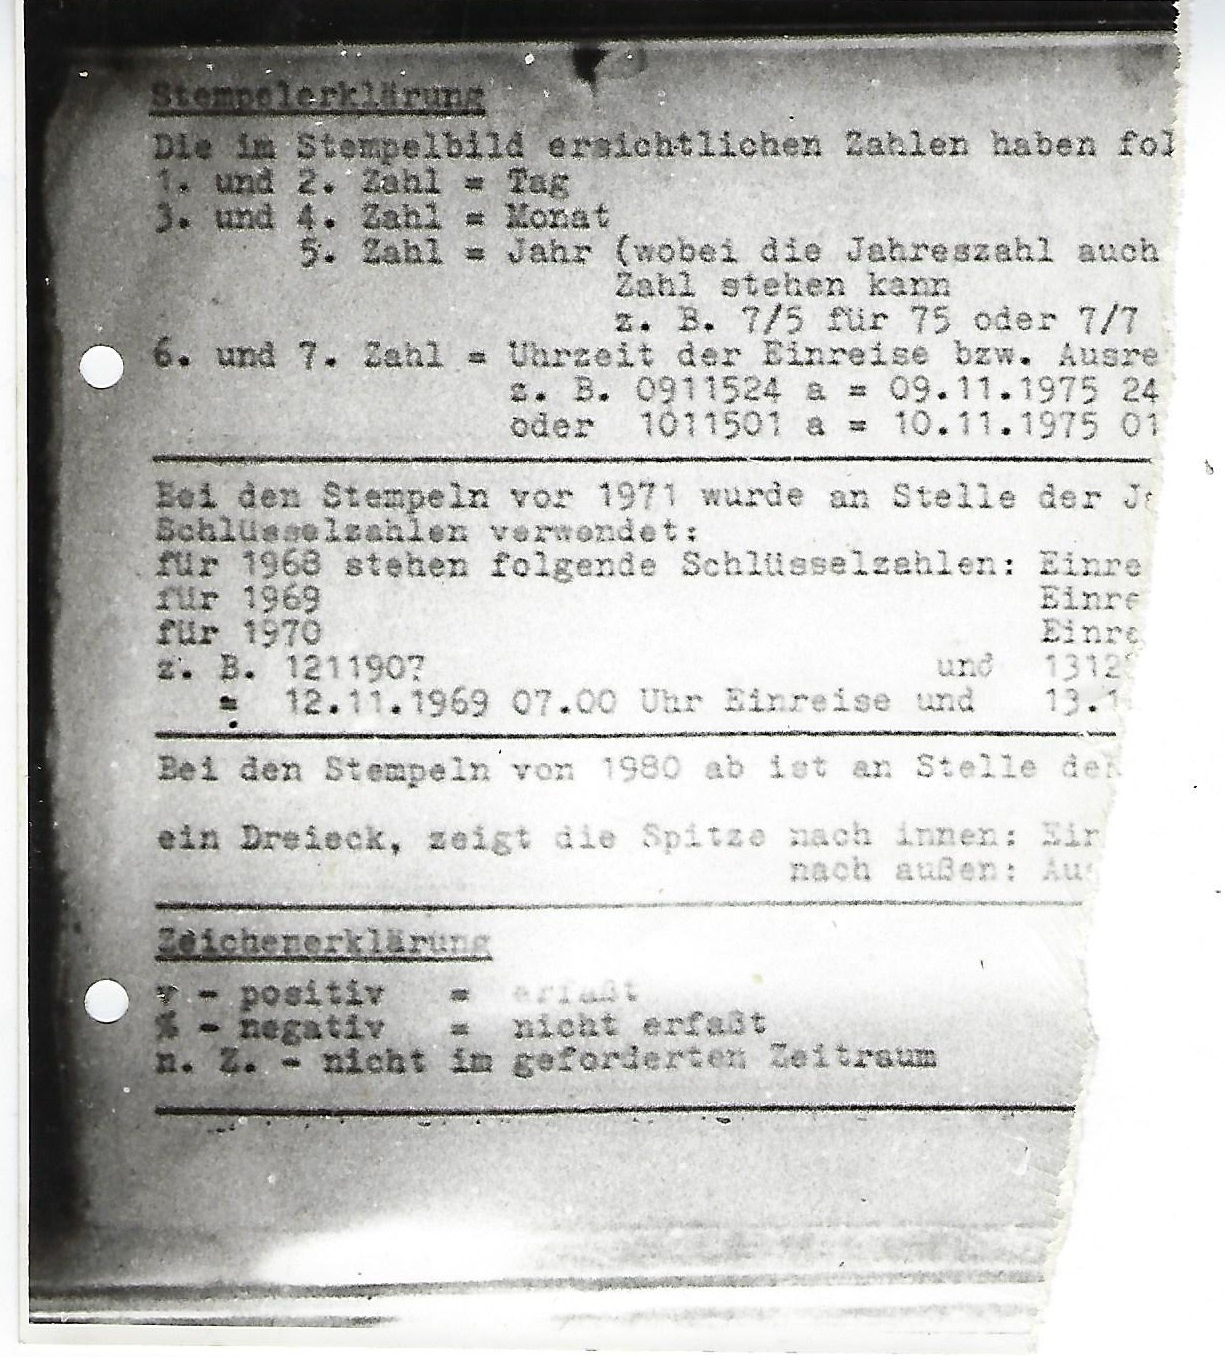 Stempelerklärung
Die im Stempelbild ersichtlichen Zahlen haben fol
1. und 2. Zahl = Tag
3. und 4. Zahl = Monat
5. Zahl = Jahr (wobei die Jahreszahl auch
Zahl stehen kann
z. B. 7/5 für 75 oder 7/7
6. und 7. Zahl = Uhrzeit der Einreise bzw. Ausre
z. B. 0911524 a = 09.11.1975 24
oder 1011501 a = 10.11.1975 01
Bei den Stempeln vor 1971 wurde an Stelle der J
Schlüsselzahlen verwendet:
für 1968 stehen folgende Schlüsselzahlen: Einre
für 1969 Einre
für 1970 Einre
z. B. 1211907 und 1312
= 12.11.1969 07.00 Uhr Einreise und 13.1
Bei den Stempeln von 1980 ab ist an Stelle der
ein Dreieck, zeigt die Spitze nach innen: Ein
nach außen: Aus
Zeichenerklärung
v - positiv = erfaßt
% - negativ = nicht erfaßt
n. Z. - nicht im geforderten Zeitraum